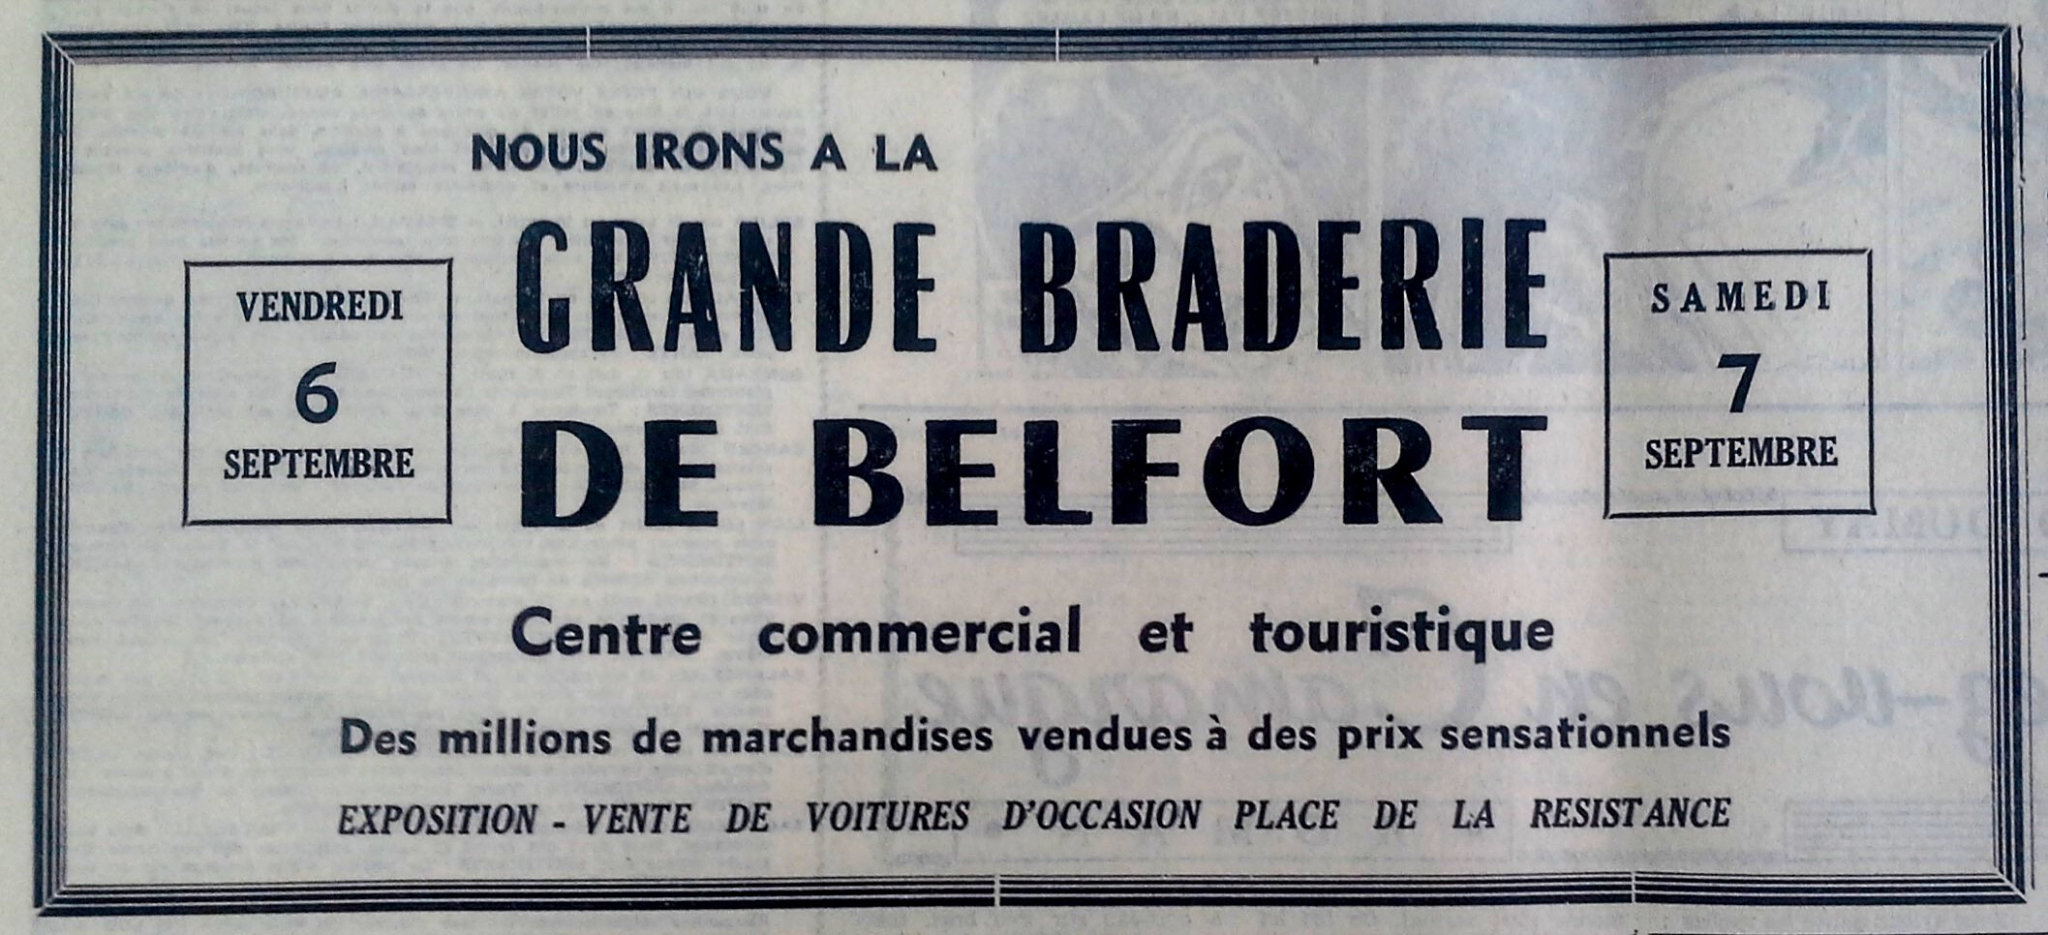 NOUS IRONS A LA
GRANDE BRADERIE
DE BELFORT
VENDREDI
6
SEPTEMBRE
SAMEDI
7
SEPTEMBRE
Centre commercial et touristique
Des millions de marchandises vendues à des prix sensationnels
EXPOSITION - VENTE DE VOITURES D'OCCASION PLACE DE LA RESISTANCE